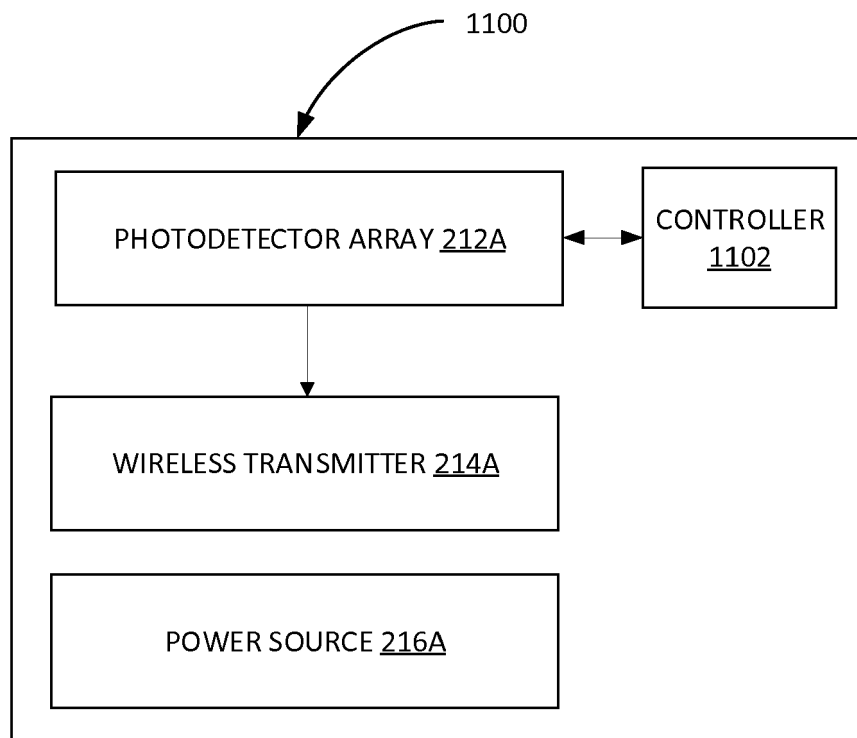 1100
PHOTODETECTOR ARRAY 212A
CONTROLLER
1102
WIRELESS TRANSMITTER 214A
POWER SOURCE 216A